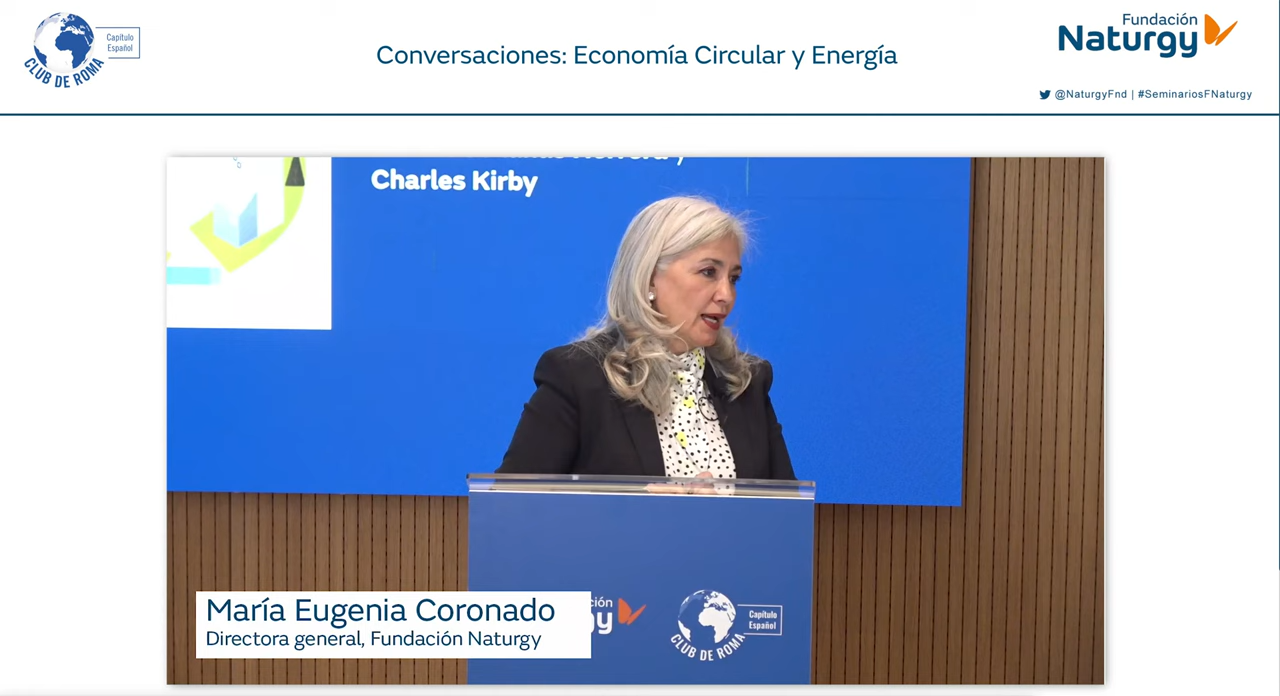 CLUB DE ROMA
Capítulo
Español
Conversaciones: Economía Circular y Energía
Fundación
Naturgy
@NaturgyFnd | #SeminariosFNaturgy
Charles Kirby
María Eugenia Coronado
Directora general, Fundación Naturgy
CLUB DE ROMA
Capítulo
Español